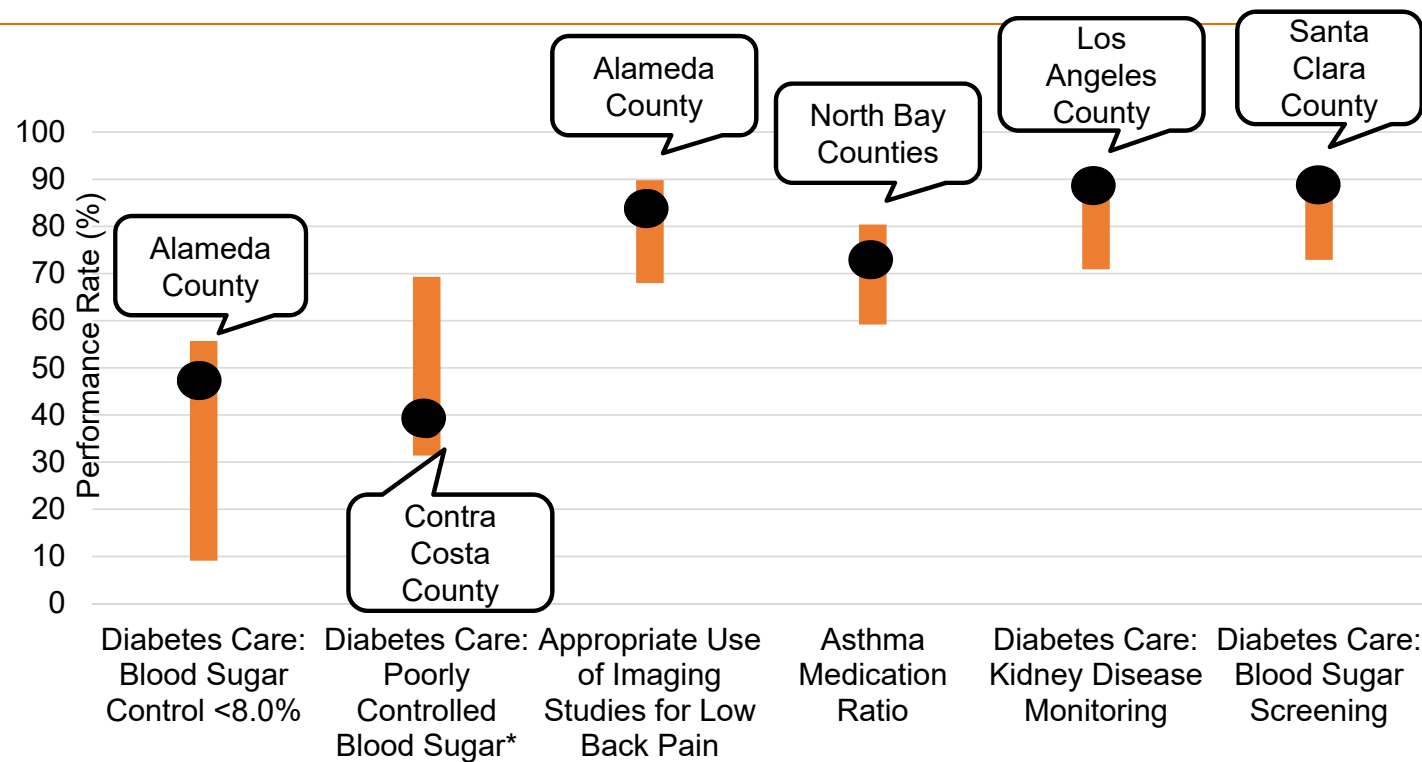 Alameda
County
North Bay
Counties
Los
Angeles
County
Santa
Clara
County
Alameda
County
Contra
Costa
County
Performance Rate (%)
100
90
80
70
60
50
40
30
20
10
0
Diabetes Care:
Blood Sugar
Control <8.0%
Diabetes Care:
Poorly
Controlled
Blood Sugar*
Appropriate Use
of Imaging
Studies for Low
Back Pain
Asthma
Medication
Ratio
Diabetes Care:
Kidney Disease
Monitoring
Diabetes Care:
Blood Sugar
Screening